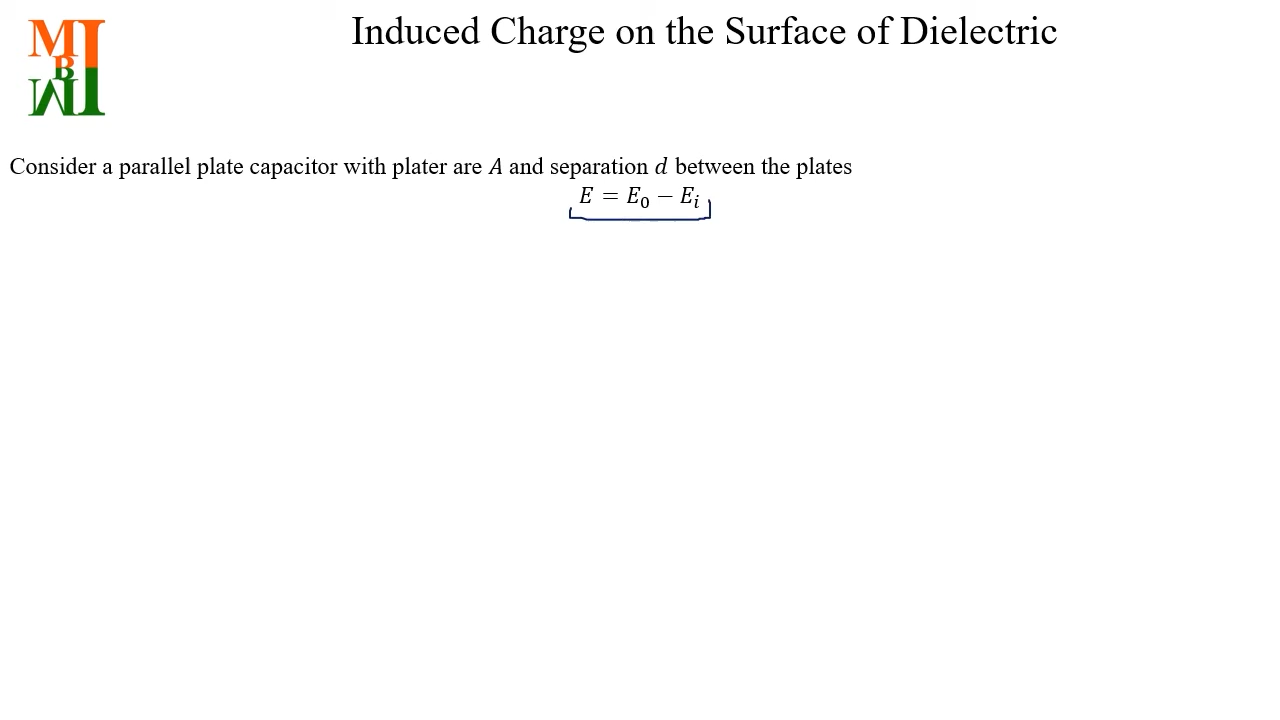 Induced Charge on the Surface of Dielectric
MI
B
Consider a parallel plate capacitor with plater are A and separation d between the plates
E = E₀ − Eᵢ